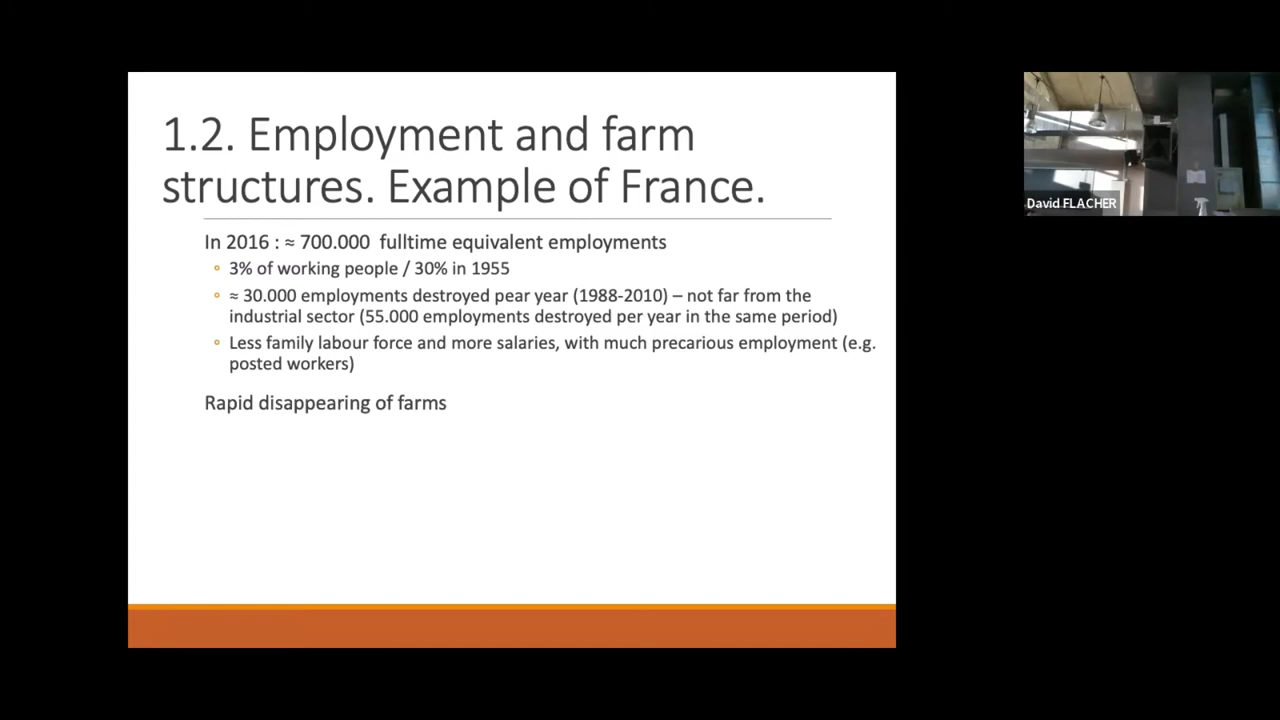 1.2. Employment and farm
structures. Example of France.
In 2016 : ≈ 700.000 fulltime equivalent employments
◦ 3% of working people / 30% in 1955
◦ ≈ 30.000 employments destroyed pear year (1988-2010) – not far from the
industrial sector (55.000 employments destroyed per year in the same period)
◦ Less family labour force and more salaries, with much precarious employment (e.g.
posted workers)
Rapid disappearing of farms
David FLACHER